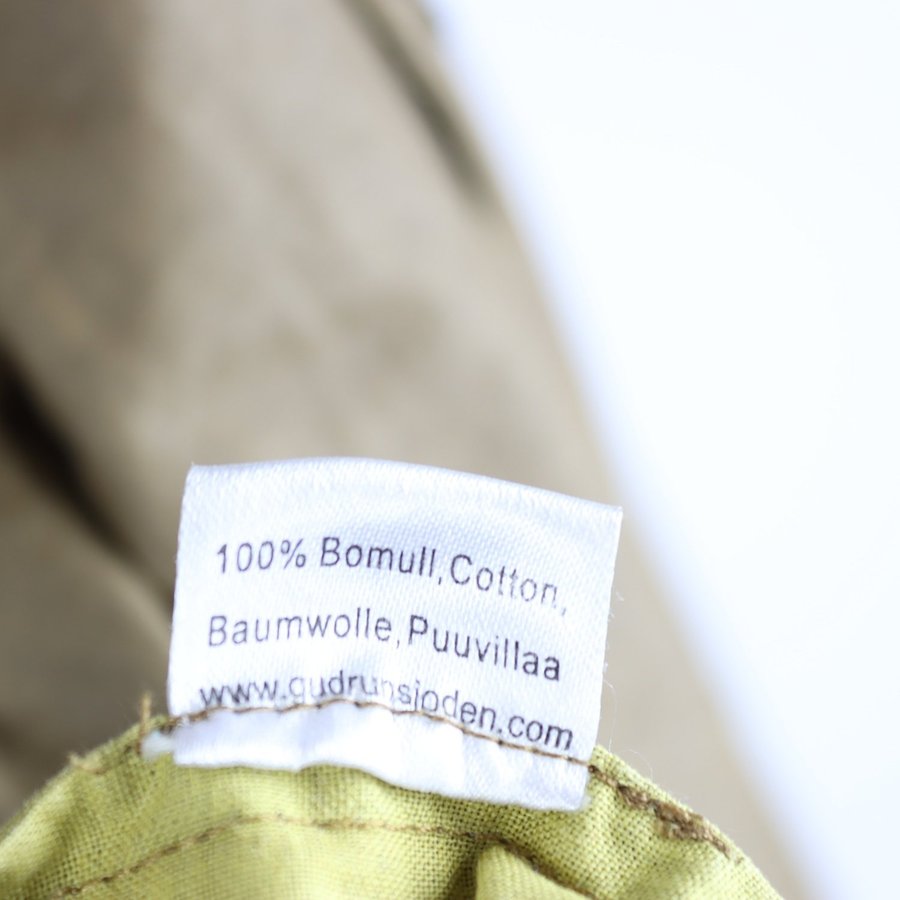 100% Bomull,Cotton,
Baumwolle,Puuvillaa
www.gudrunsjoden.com